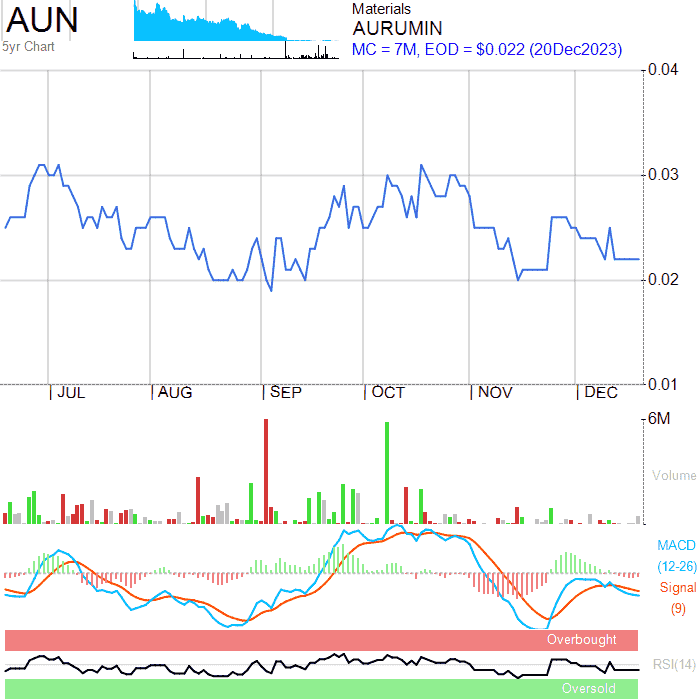 AUN
5yr Chart
Materials
AURUMIN
MC = 7M, EOD = $0.022 (20Dec2023)
0.04
0.03
0.02
0.01
JUL
AUG
SEP
OCT
NOV
DEC
6M
Volume
MACD
(12-26)
Signal
(9)
Overbought
RSI(14)
Oversold